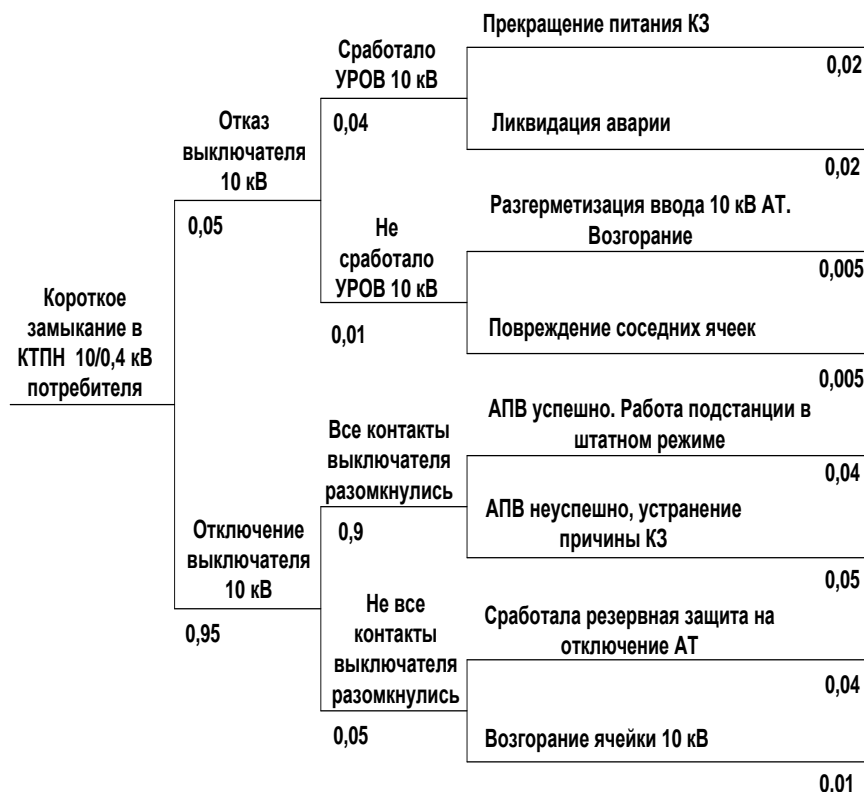 Прекращение питания КЗ
0,02
Сработало
УРОВ 10 кВ
0,04
Ликвидация аварии
0,02
Отказ
выключателя
10 кВ
0,05
Разгерметизация ввода 10 кВ АТ.
Возгорание
0,005
Не
сработало
УРОВ 10 кВ
0,01
Повреждение соседних ячеек
0,005
Короткое
замыкание в
КТПН 10/0,4 кВ
потребителя
АПВ успешно. Работа подстанции в
штатном режиме
0,04
Все контакты
выключателя
разомкнулись
0,9
АПВ неуспешно, устранение
причины КЗ
0,05
Отключение
выключателя
10 кВ
0,95
Сработала резервная защита на
отключение АТ
0,04
Не все
контакты
выключателя
разомкнулись
0,05
Возгорание ячейки 10 кВ
0,01